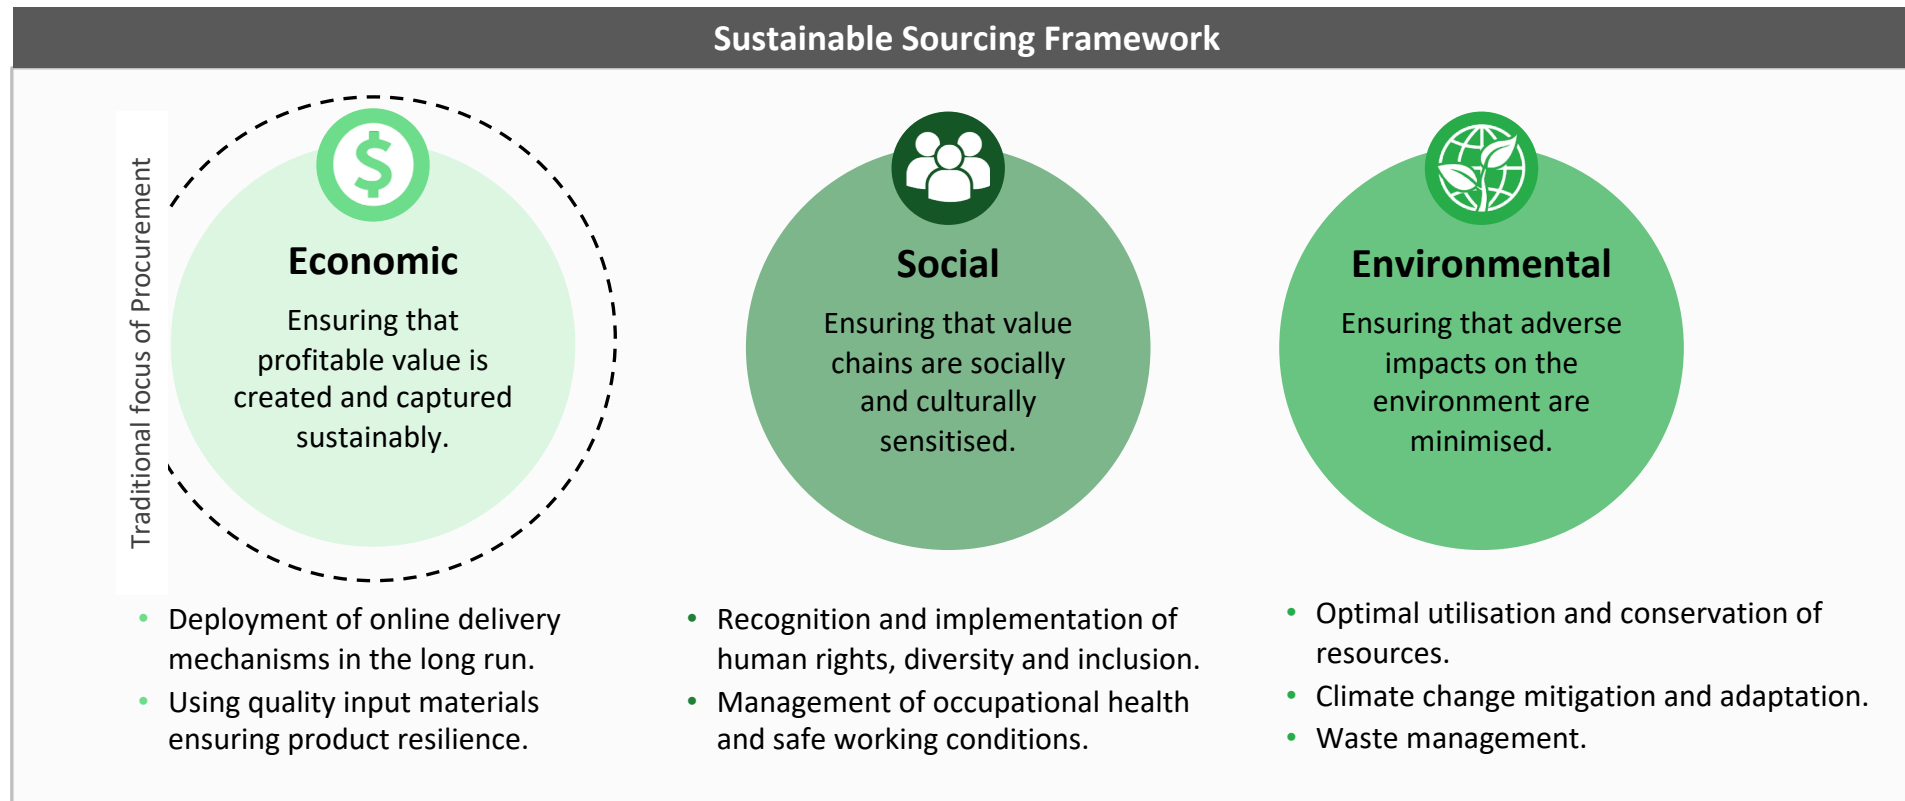 Sustainable Sourcing Framework
Traditional focus of Procurement
Economic
Ensuring that
profitable value is
created and captured
sustainably.
• Deployment of online delivery
mechanisms in the long run.
• Using quality input materials
ensuring product resilience.
Social
Ensuring that value
chains are socially
and culturally
sensitised.
• Recognition and implementation of
human rights, diversity and inclusion.
• Management of occupational health
and safe working conditions.
Environmental
Ensuring that adverse
impacts on the
environment are
minimised.
• Optimal utilisation and conservation of
resources.
• Climate change mitigation and adaptation.
• Waste management.